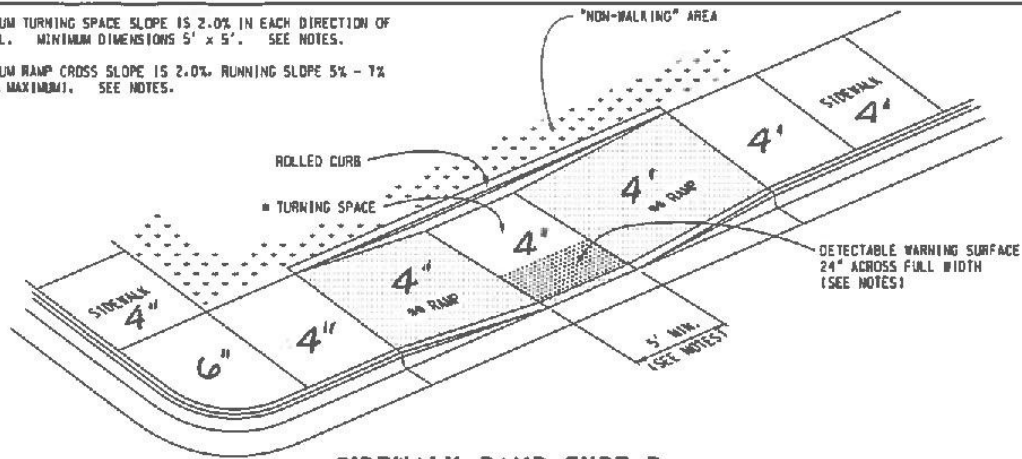 UM TURNING SPACE SLOPE IS 2.0% IN EACH DIRECTION OF
L. MINIMUM DIMENSIONS 5' x 5'. SEE NOTES.
UM RAMP CROSS SLOPE IS 2.0%. RUNNING SLOPE 5% - 7%
MAXIMUM). SEE NOTES.
"NON-WALKING" AREA
ROLLED CURB
* TURNING SPACE
SIDEWALK
4"
4"
4"
** RAMP
4"
DETECTABLE WARNING SURFACE
24" ACROSS FULL WIDTH
(SEE NOTES)
4"
** RAMP
SIDEWALK
4"
4"
6"
5' MIN.
(SEE NOTES)